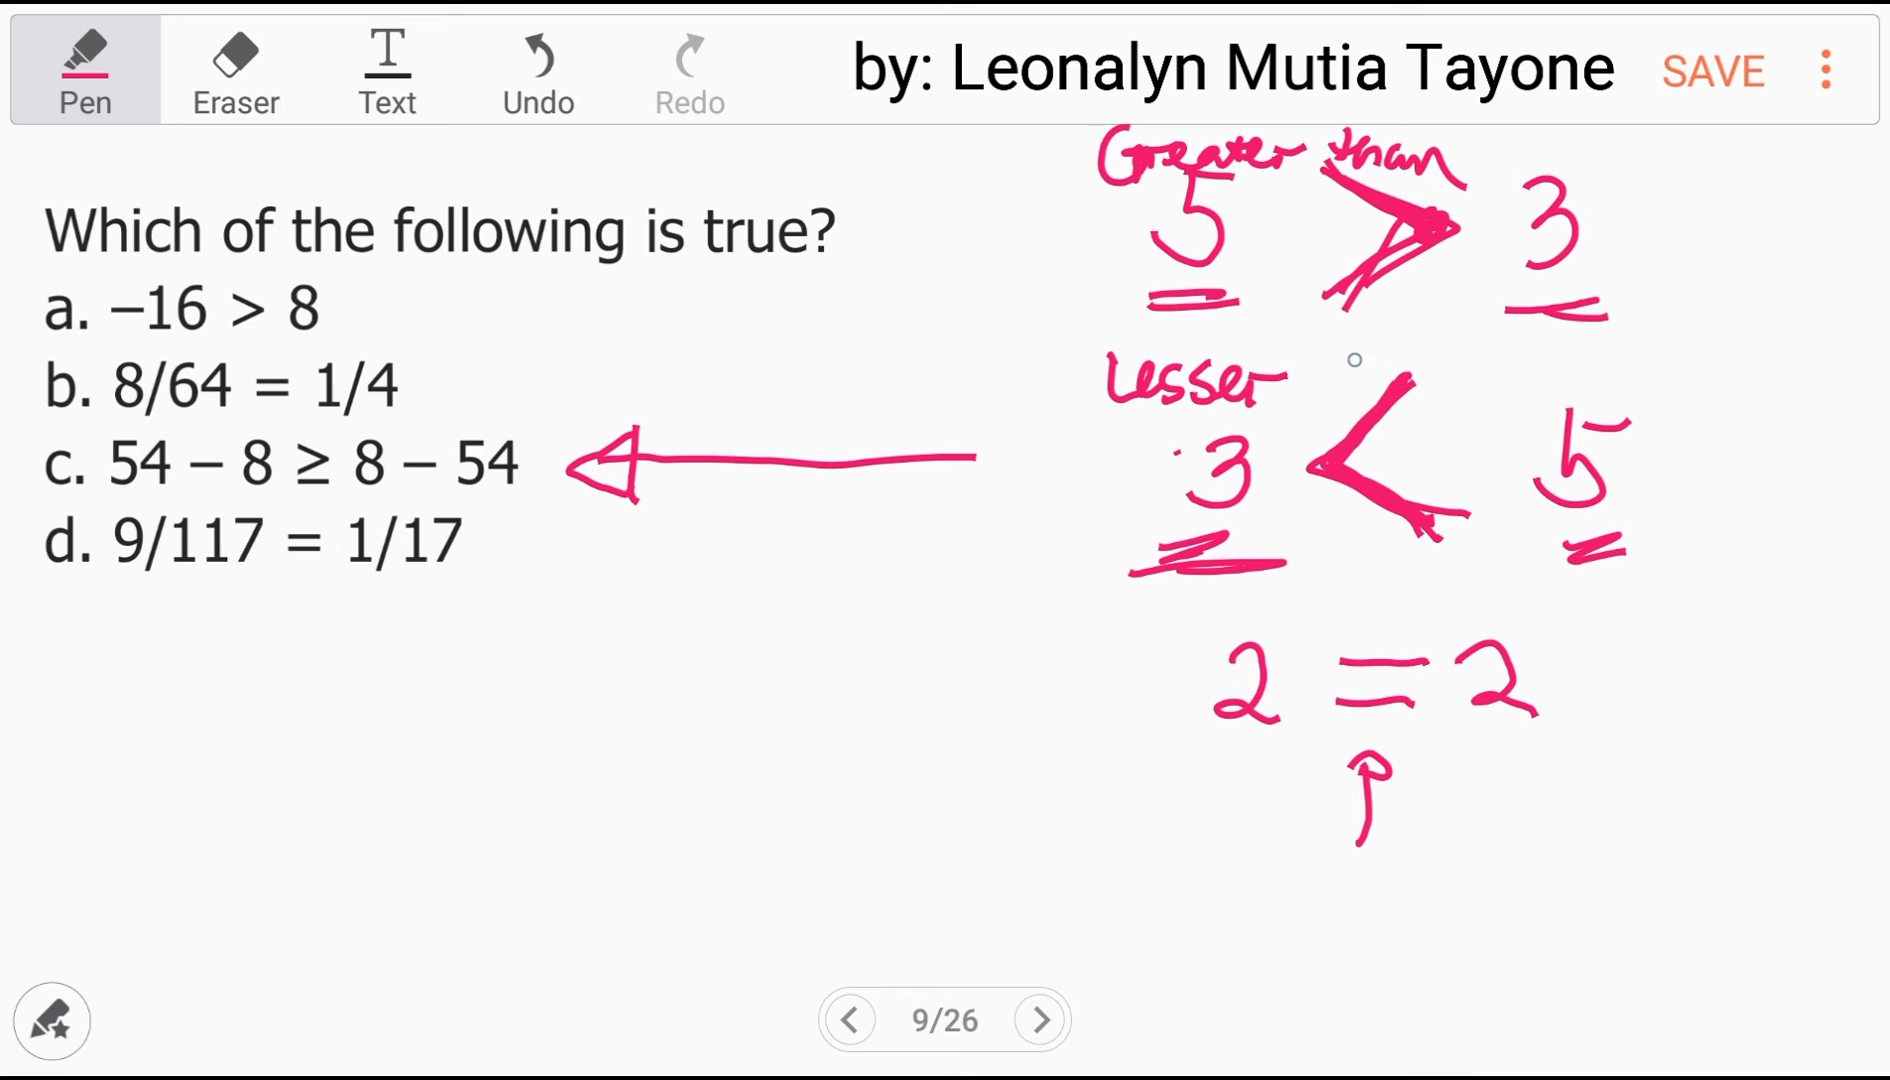 Pen Eraser Text Undo Redo by: Leonalyn Mutia Tayone SAVE
Greater than
5 > 3
Which of the following is true?
a. –16 > 8
b. 8/64 = 1/4
c. 54 – 8 ≥ 8 – 54
d. 9/117 = 1/17
Lesser
3 < 5
2 = 2
9/26